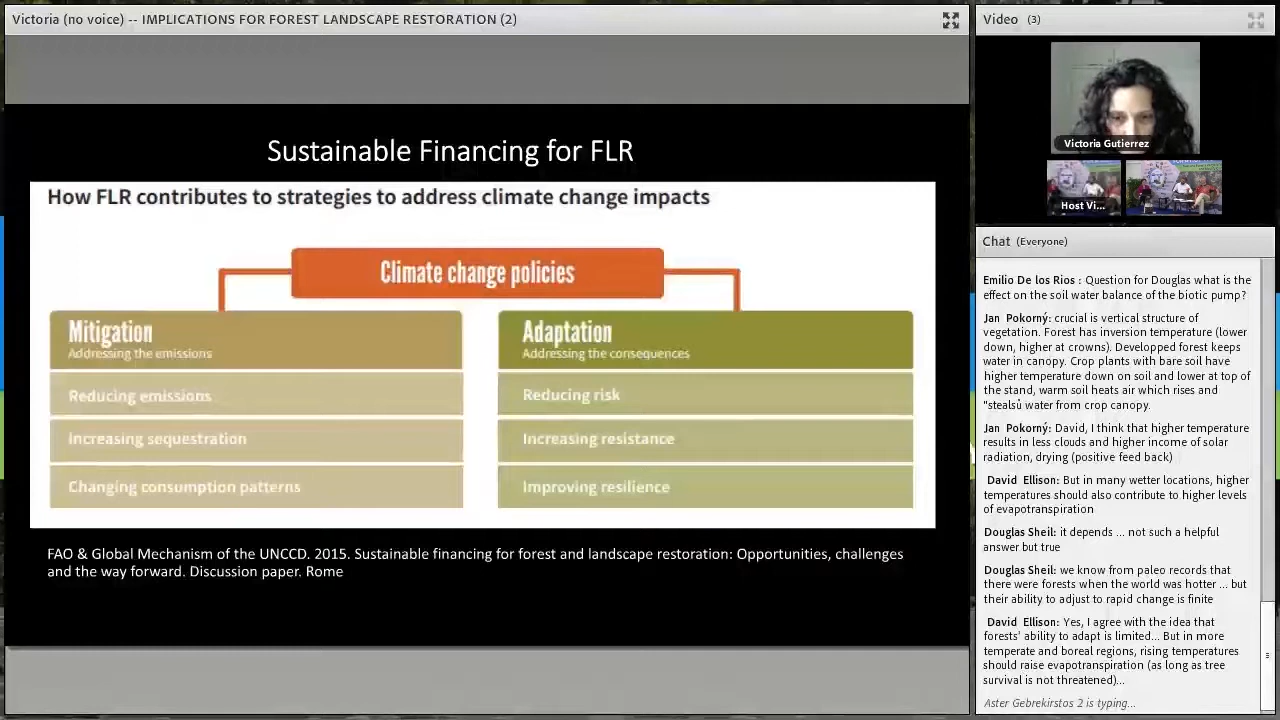 Victoria (no voice) -- IMPLICATIONS FOR FOREST LANDSCAPE RESTORATION (2)
Sustainable Financing for FLR
How FLR contributes to strategies to address climate change impacts
Climate change policies
Mitigation
Addressing the emissions
Reducing emissions
Increasing sequestration
Changing consumption patterns
Adaptation
Addressing the consequences
Reducing risk
Increasing resistance
Improving resilience
FAO & Global Mechanism of the UNCCD. 2015. Sustainable financing for forest and landscape restoration: Opportunities, challenges
and the way forward. Discussion paper. Rome
Video (3)
Victoria Gutierrez
Host Vi...
Chat (Everyone)
Emilio De los Rios : Question for Douglas what is the
effect on the soil water balance of the biotic pump?
Jan Pokorný: crucial is vertical structure of
vegetation. Forest has inversion temperature (lower
down, higher at crowns). Developped forest keeps
water in canopy. Crop plants with bare soil have
higher temperature down on soil and lower at top of
the stand, warm soil heats air which rises and
"stealsů water from crop canopy.
Jan Pokorný: David, I think that higher temperature
results in less clouds and higher income of solar
radiation, drying (positive feed back)
David Ellison: But in many wetter locations, higher
temperatures should also contribute to higher levels
of evapotranspiration
Douglas Sheil: it depends ... not such a helpful
answer but true
Douglas Sheil: we know from paleo records that
there were forests when the world was hotter ... but
their ability to adjust to rapid change is finite
David Ellison: Yes, I agree with the idea that
forests' ability to adapt is limited... But in more
temperate and boreal regions, rising temperatures
should raise evapotranspiration (as long as tree
survival is not threatened)...
Aster Gebrekirstos 2 is typing...